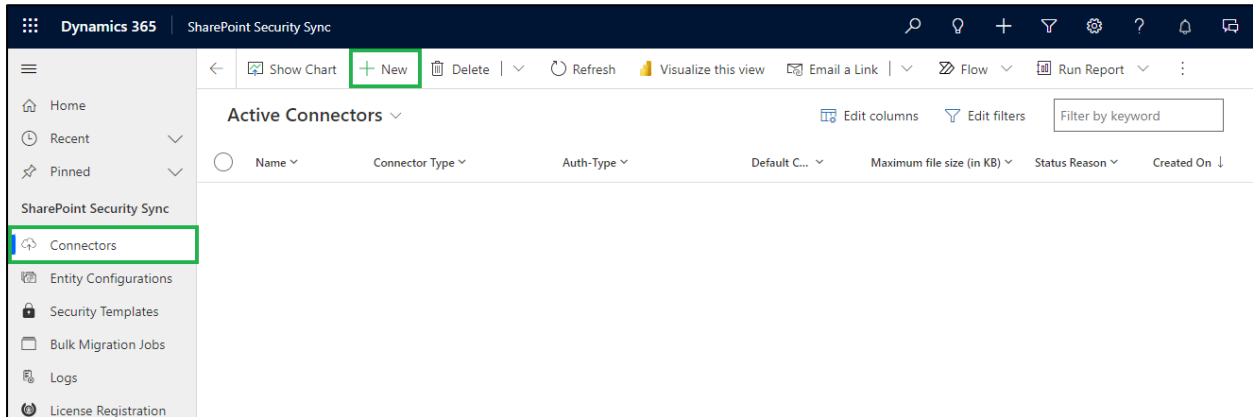 Dynamics 365 SharePoint Security Sync
Show Chart New Delete Refresh Visualize this view Email a Link Flow Run Report
Home
Recent
Pinned
SharePoint Security Sync
Connectors
Entity Configurations
Security Templates
Bulk Migration Jobs
Logs
License Registration
Active Connectors Edit columns Edit filters Filter by keyword
Name Connector Type Auth-Type Default C... Maximum file size (in KB) Status Reason Created On